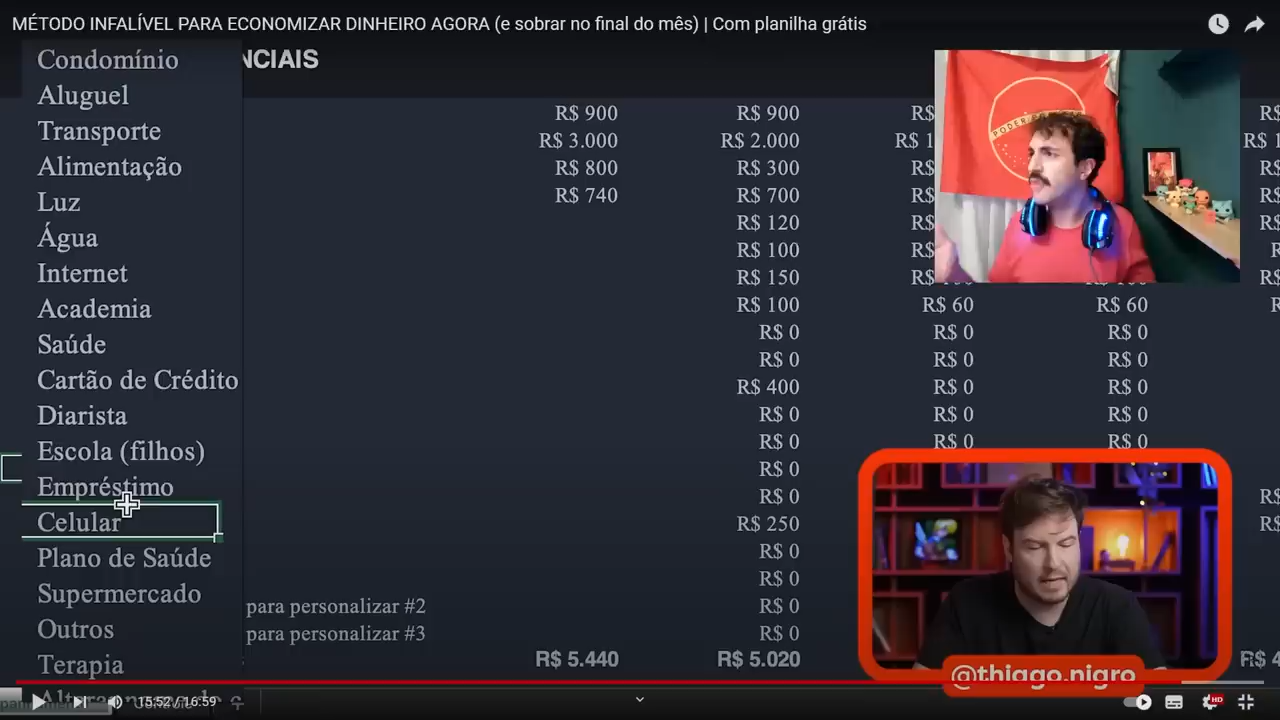 MÉTODO INFALÍVEL PARA ECONOMIZAR DINHEIRO AGORA (e sobrar no final do mês) | Com planilha grátis
NCIAIS
Condomínio
Aluguel
Transporte
Alimentação
Luz
Água
Internet
Academia
Saúde
Cartão de Crédito
Diarista
Escola (filhos)
Empréstimo
Celular
Plano de Saúde
Supermercado
Outros
Terapia
R$ 900 R$ 900 R$ R$
R$ 3.000 R$ 2.000 R$ 1 R$ 1
R$ 800 R$ 300 R$ R$
R$ 740 R$ 700 R$ R$
R$ 120 R$ R$
R$ 100 R$
R$ 150 R$ R$
R$ 100 R$ 60 R$ 60
R$ 0 R$ 0 R$ 0
R$ 0 R$ 0 R$ 0
R$ 400 R$ 0 R$ 0
R$ 0 R$ 0 R$ 0
R$ 0 R$ 0 R$ 0
R$ 0
R$ 0 R$
R$ 250 R$
R$ 0
R$ 0
para personalizar #2 R$ 0
para personalizar #3 R$ 0
R$ 5.440 R$ 5.020
@thiago.nigro
15:52 / 16:59
HD